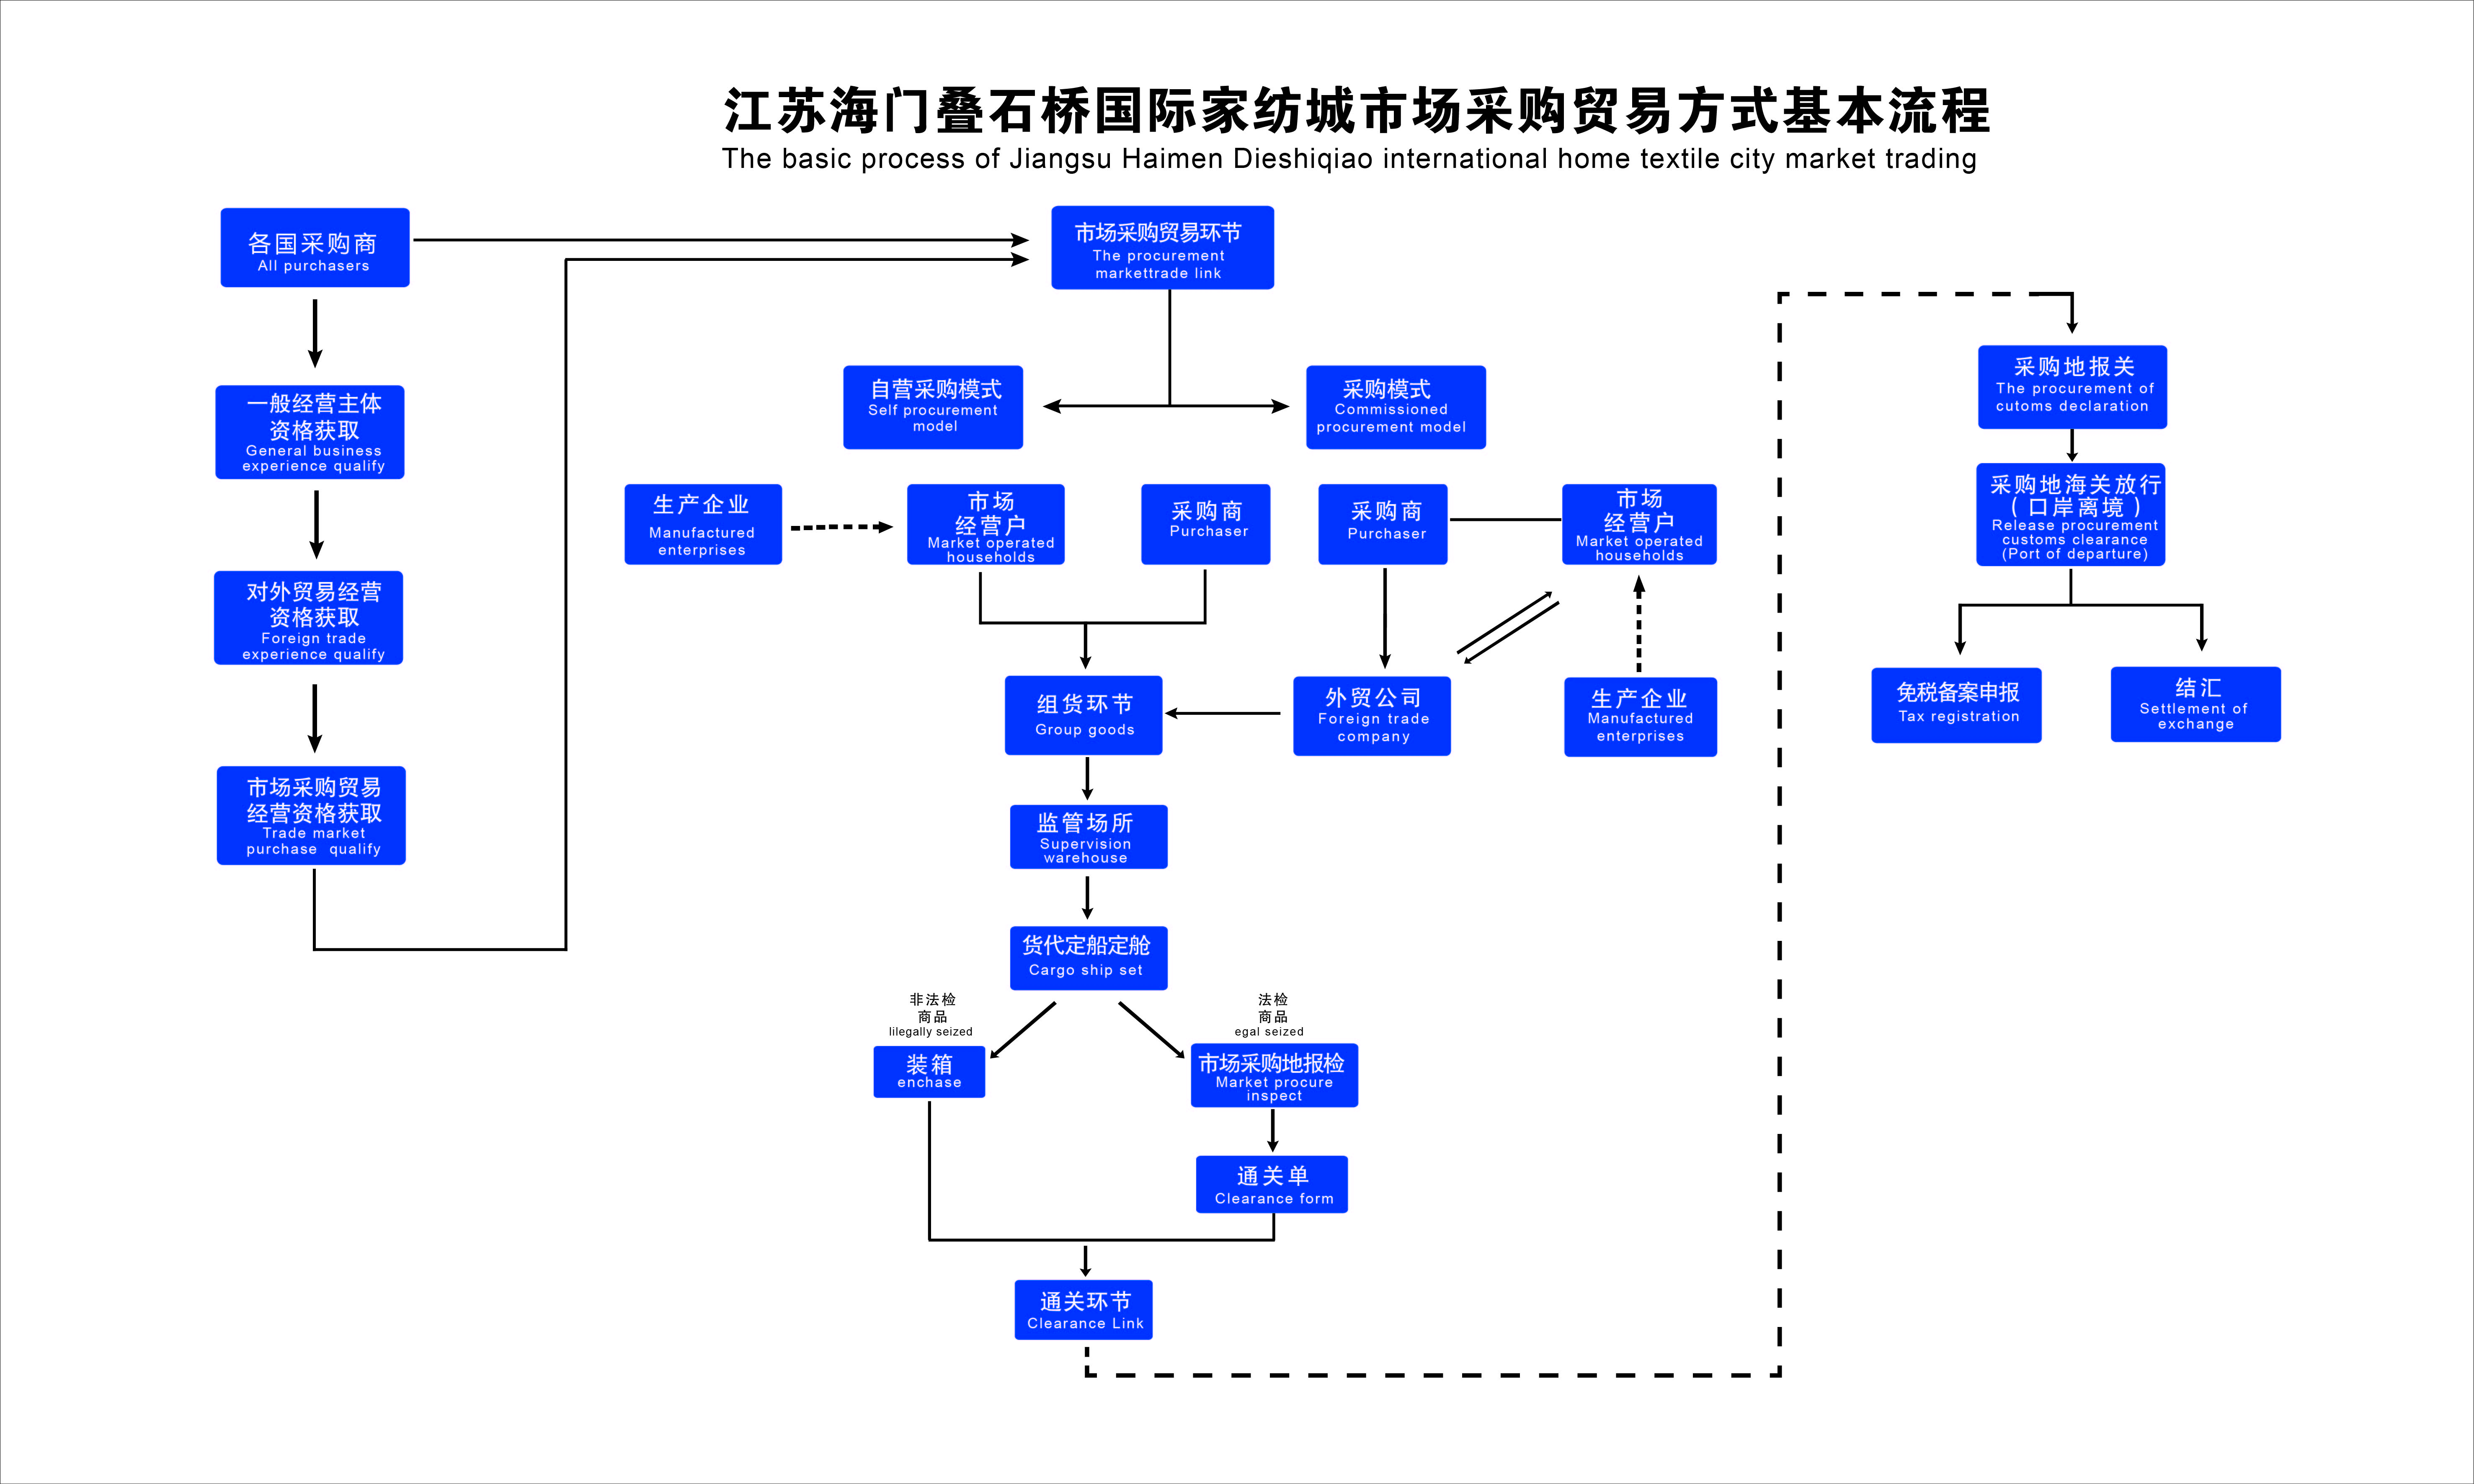 江苏海门叠石桥国际家纺城市场采购贸易方式基本流程
The basic process of Jiangsu Haimen Dieshiqiao international home textile city market trading
各国采购商
All purchasers
一般经营主体
资格获取
General business
experience qualify
对外贸易经营
资格获取
Foreign trade
experience qualify
市场采购贸易
经营资格获取
Trade market
purchase qualify
市场采购贸易环节
The procurement
markettrade link
自营采购模式
Self procurement
model
采购模式
Commissioned
procurement model
生产企业
Manufactured
enterprises
市场
经营户
Market operated
households
采购商
Purchaser
采购商
Purchaser
市场
经营户
Market operated
households
组货环节
Group goods
外贸公司
Foreign trade
company
生产企业
Manufactured
enterprises
监管场所
Supervision
warehouse
货代定船定舱
Cargo ship set
非法检
商品
lilegally seized
法检
商品
egal seized
装箱
enchase
市场采购地报检
Market procure
inspect
通关单
Clearance form
通关环节
Clearance Link
采购地报关
The procurement of
cutoms declaration
采购地海关放行
(口岸离境)
Release procurement
customs clearance
(Port of departure)
免税备案申报
Tax registration
结汇
Settlement of
exchange